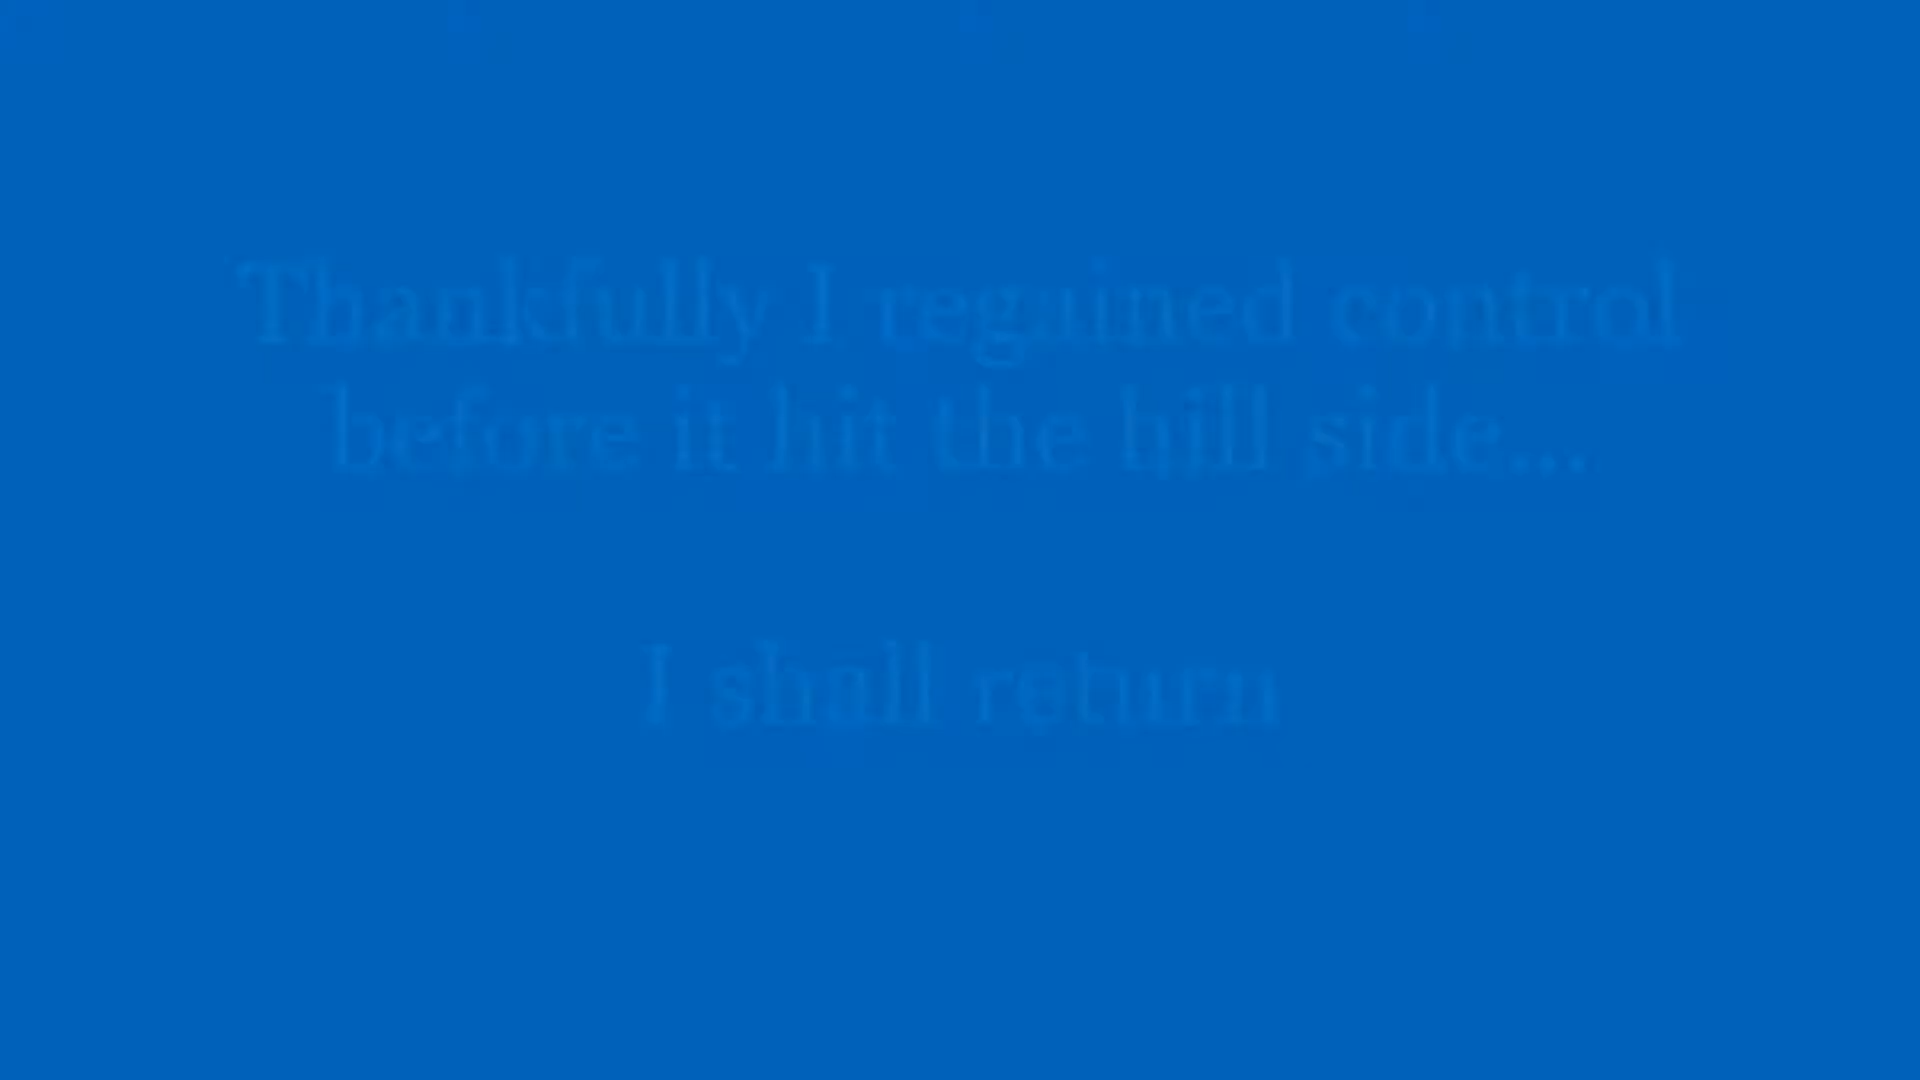 Thankfully I regained control
before it hit the hill side...
I shall return